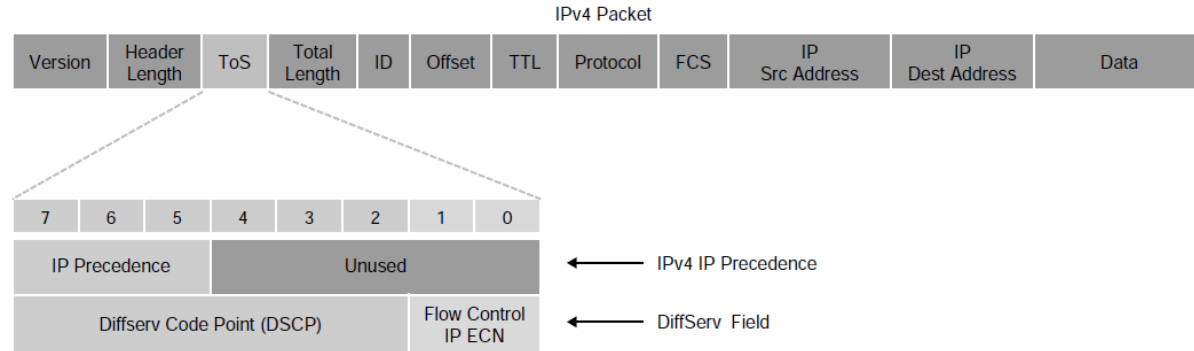 IPv4 Packet
Version Header Length ToS Total Length ID Offset TTL Protocol FCS IP Src Address IP Dest Address Data
7 6 5 4 3 2 1 0
IP Precedence Unused IPv4 IP Precedence
Diffserv Code Point (DSCP) Flow Control IP ECN DiffServ Field